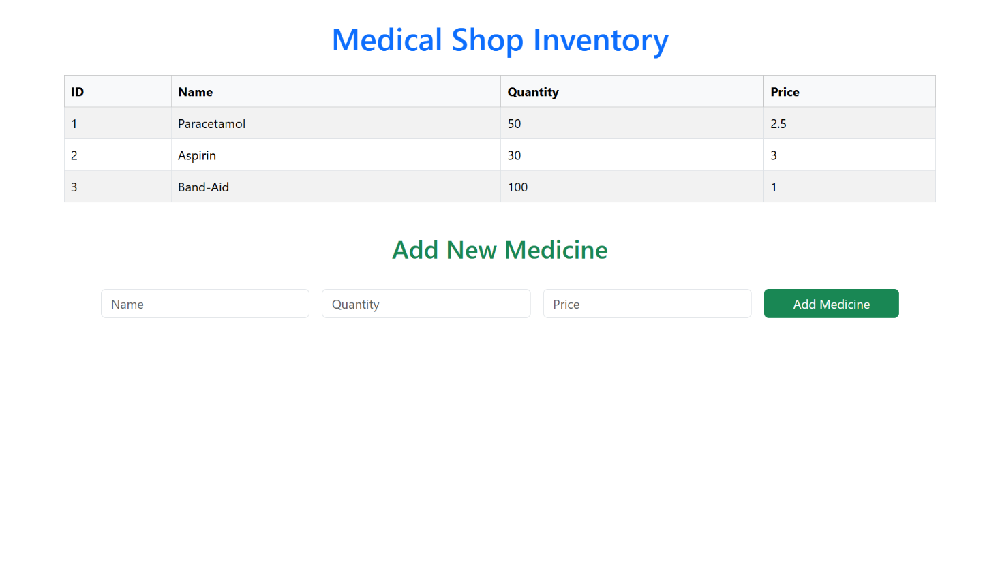 Medical Shop Inventory
ID Name Quantity Price
1 Paracetamol 50 2.5
2 Aspirin 30 3
3 Band-Aid 100 1
Add New Medicine
Name Quantity Price Add Medicine